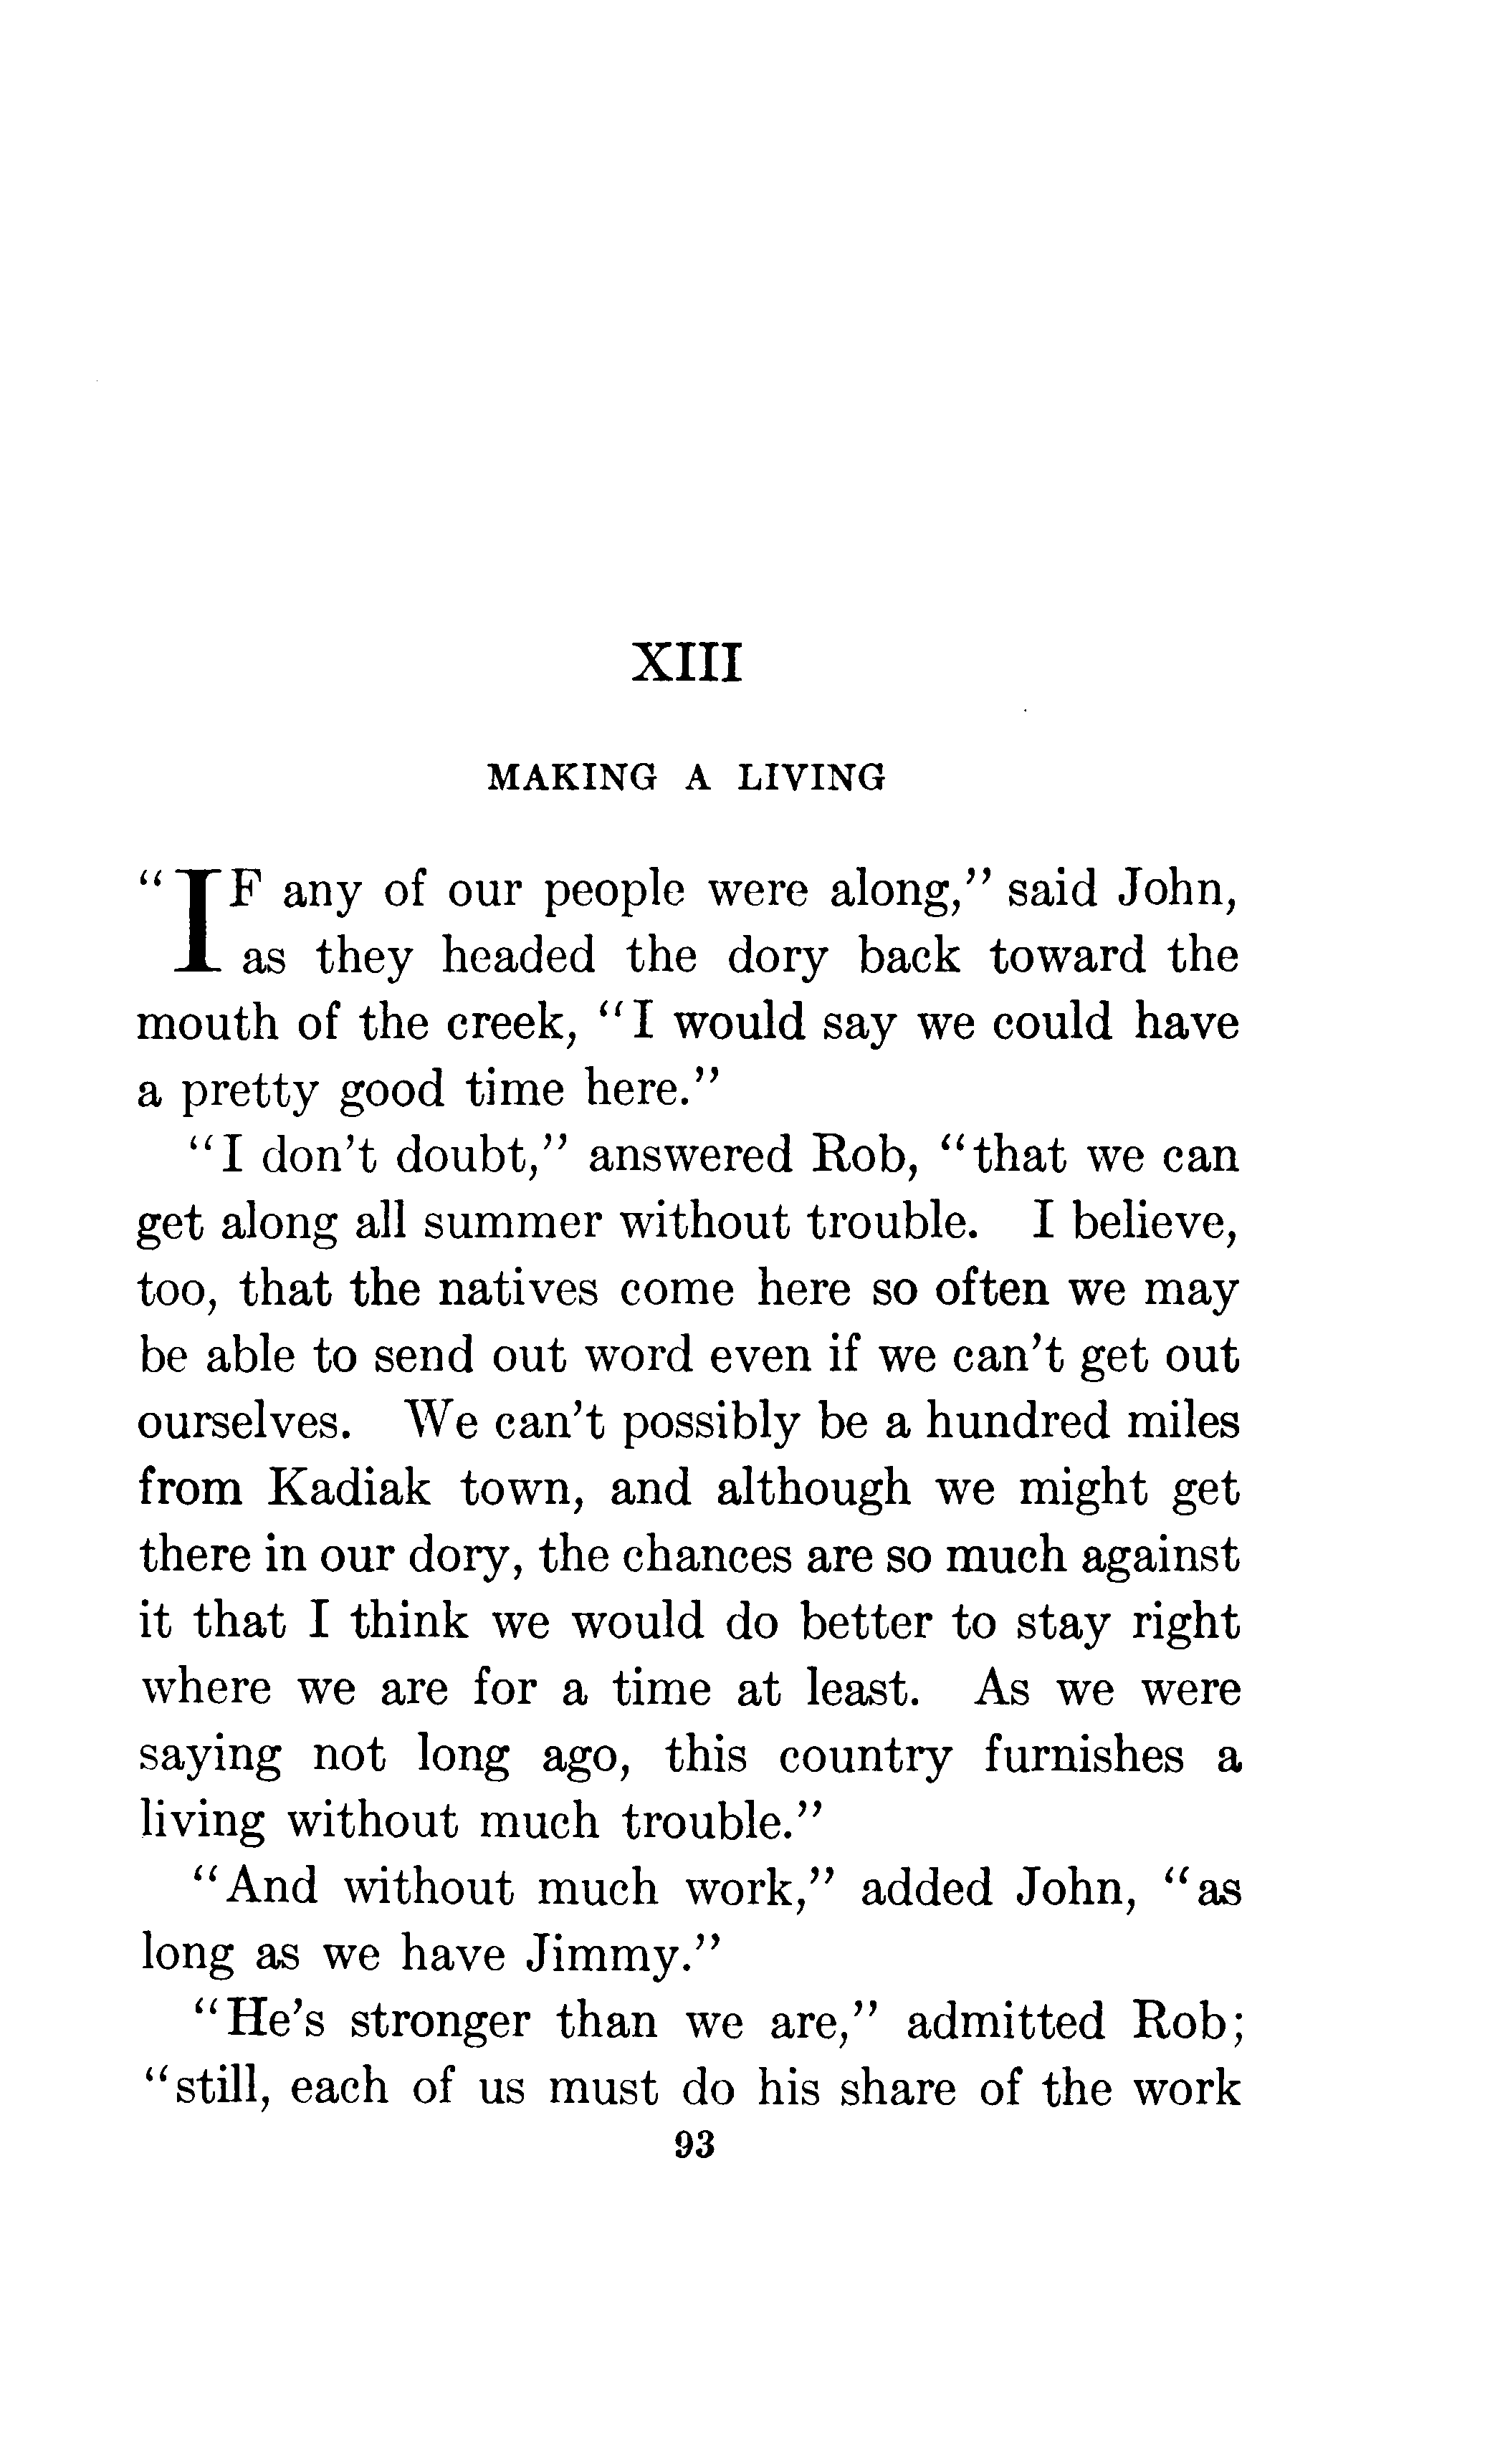 XIII
MAKING A LIVING
"IF any of our people were along," said John,
as they headed the dory back toward the
mouth of the creek, "I would say we could have
a pretty good time here."
"I don't doubt," answered Rob, "that we can
get along all summer without trouble. I believe,
too, that the natives come here so often we may
be able to send out word even if we can't get out
ourselves. We can't possibly be a hundred miles
from Kadiak town, and although we might get
there in our dory, the chances are so much against
it that I think we would do better to stay right
where we are for a time at least. As we were
saying not long ago, this country furnishes a
living without much trouble."
"And without much work," added John, "as
long as we have Jimmy."
"He's stronger than we are," admitted Rob;
"still, each of us must do his share of the work
93